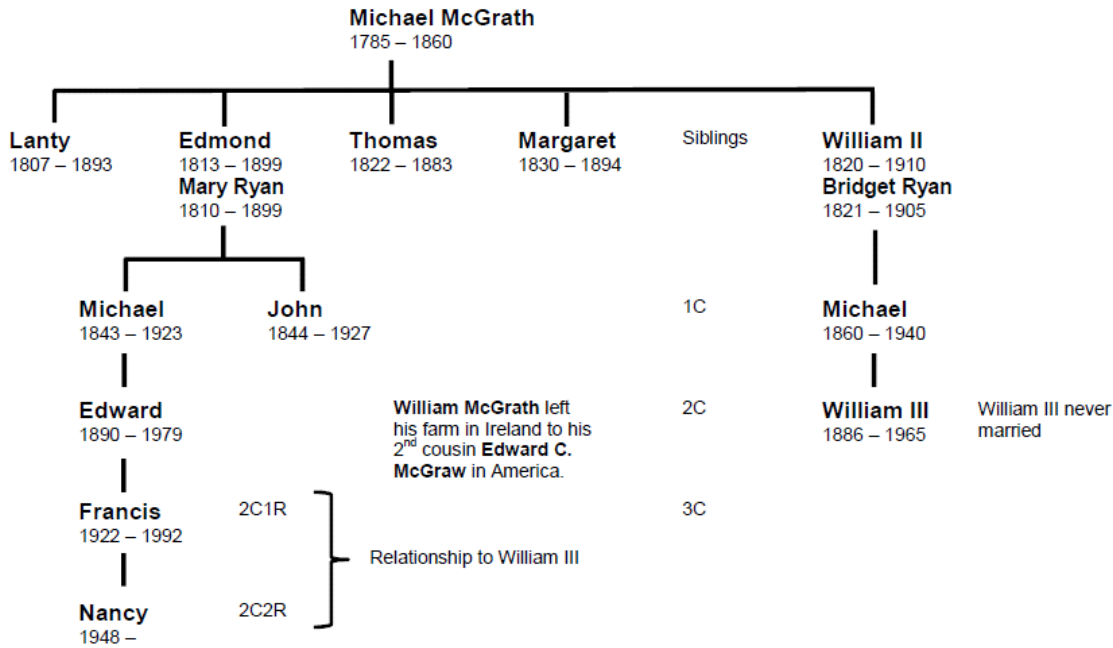 Michael McGrath
1785 – 1860
Lanty
1807 – 1893
Edmond
1813 – 1899
Mary Ryan
1810 – 1899
Thomas
1822 – 1883
Margaret
1830 – 1894
Siblings
William II
1820 – 1910
Bridget Ryan
1821 – 1905
Michael
1843 – 1923
John
1844 – 1927
1C
Michael
1860 – 1940
Edward
1890 – 1979
William McGrath left
his farm in Ireland to his
2nd cousin Edward C.
McGraw in America.
2C
William III
1886 – 1965
William III never
married
Francis
1922 – 1992
2C1R
3C
Relationship to William III
Nancy
1948 –
2C2R